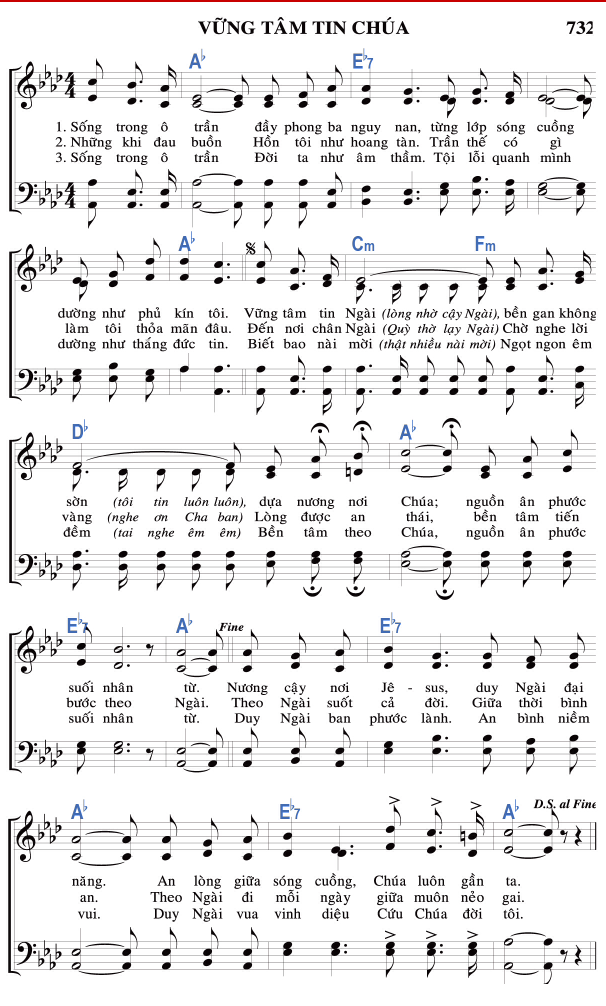 VỮNG TÂM TIN CHÚA 732
A♭ E♭7
1. Sống trong ô trần đầy phong ba nguy nan, từng lớp sóng cuồng
2. Những khi đau buồn Hồn tôi như hoang tàn. Trần thế có gì
3. Sống trong ô trần Đời ta như âm thầm. Tội lỗi quanh mình
A♭ Cm Fm
dường như phủ kín tôi. Vững tâm tin Ngài (lòng nhờ cậy Ngài), bền gan không
làm tôi thỏa mãn đâu. Đến nơi chân Ngài (Quỳ thờ lạy Ngài) Chờ nghe lời
dường như tháng đức tin. Biết bao nài mời (thật nhiều nài mời) Ngọt ngon êm
D♭ A♭
sờn (tôi tin luôn luôn), dựa nương nơi Chúa; nguồn ân phước
vàng (nghe ơn Cha ban) Lòng được an thái, bền tâm tiến
đềm (tai nghe êm êm) Bền tâm theo Chúa, nguồn ân phước
E♭7 A♭ Fine E♭7
suối nhân từ. Nương cậy nơi Jê - sus, duy Ngài đại
bước theo Ngài. Theo Ngài suốt cả đời. Giữa thời bình
suối nhân từ. Duy Ngài ban phước lành. An bình niềm
A♭ E♭7 A♭ D.S. al Fine
năng. An lòng giữa sóng cuồng, Chúa luôn gần ta.
an. Theo Ngài đi mỗi ngày giữa muôn nẻo gai.
vui. Duy Ngài vua vinh diệu Cứu Chúa đời tôi.